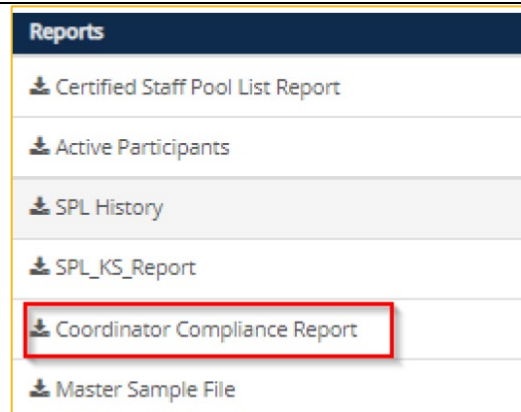 Reports
Certified Staff Pool List Report
Active Participants
SPL History
SPL_KS_Report
Coordinator Compliance Report
Master Sample File